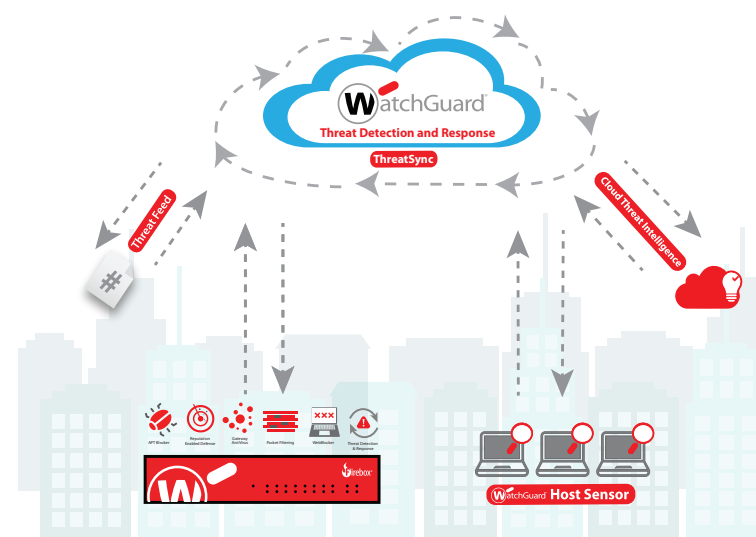 WatchGuard
Threat Detection and Response
ThreatSync
Threat Feed
Cloud Threat Intelligence
#
APT Blocker
Reputation
Enabled Defense
Gateway
AntiVirus
Packet Filtering
WebBlocker
Threat Detection
& Response
W
Firebox
WatchGuard Host Sensor